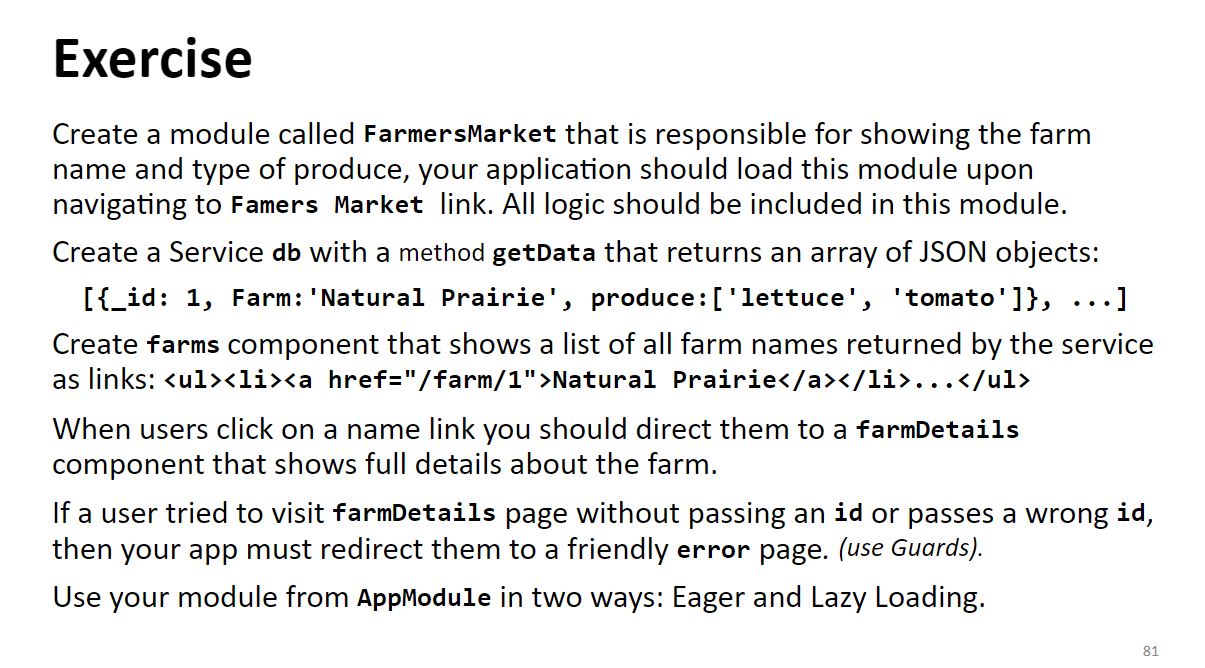 Exercise
Create a module called FarmersMarket that is responsible for showing the farm
name and type of produce, your application should load this module upon
navigating to Famers Market link. All logic should be included in this module.
Create a Service db with a method getData that returns an array of JSON objects:
[{_id: 1, Farm:'Natural Prairie', produce:['lettuce', 'tomato']}, ...]
Create farms component that shows a list of all farm names returned by the service
as links: <ul><li><a href="/farm/1">Natural Prairie</a></li>...</ul>
When users click on a name link you should direct them to a farmDetails
component that shows full details about the farm.
If a user tried to visit farmDetails page without passing an id or passes a wrong id,
then your app must redirect them to a friendly error page. (use Guards).
Use your module from AppModule in two ways: Eager and Lazy Loading.
81